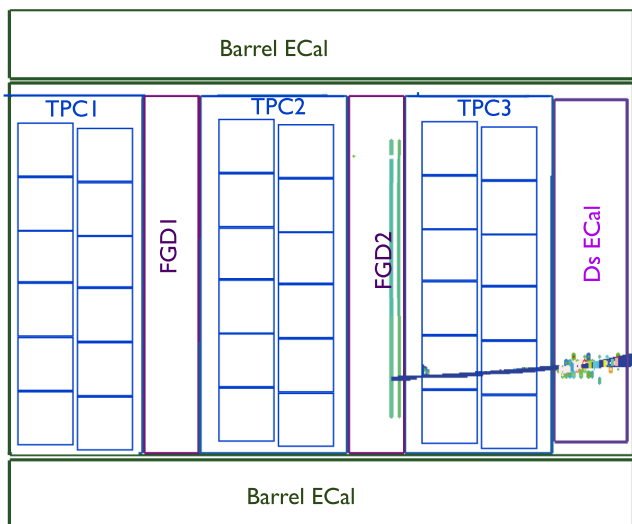 Barrel ECal
TPC1
TPC2
TPC3
FGD1
FGD2
Ds ECal
Barrel ECal